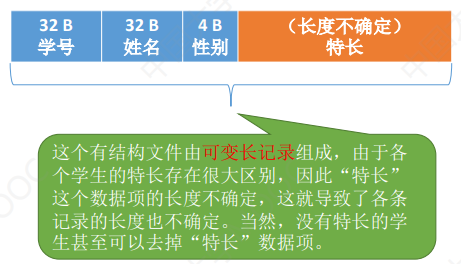 32 B
学号
32 B
姓名
4 B
性别
（长度不确定）
特长
这个有结构文件由可变长记录组成，由于各
个学生的特长存在很大区别，因此“特长”
这个数据项的长度不确定，这就导致了各条
记录的长度也不确定。当然，没有特长的学
生甚至可以去掉“特长”数据项。